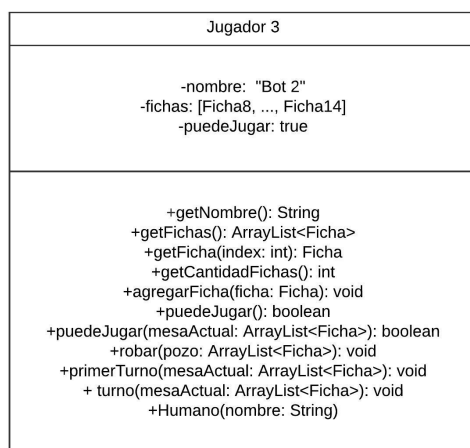 Jugador 3
-nombre: "Bot 2"
-fichas: [Ficha8, ..., Ficha14]
-puedeJugar: true
+getNombre(): String
+getFichas(): ArrayList<Ficha>
+getFicha(index: int): Ficha
+getCantidadFichas(): int
+agregarFicha(ficha: Ficha): void
+puedeJugar(): boolean
+puedeJugar(mesaActual: ArrayList<Ficha>): boolean
+robar(pozo: ArrayList<Ficha>): void
+primerTurno(mesaActual: ArrayList<Ficha>): void
+ turno(mesaActual: ArrayList<Ficha>): void
+Humano(nombre: String)